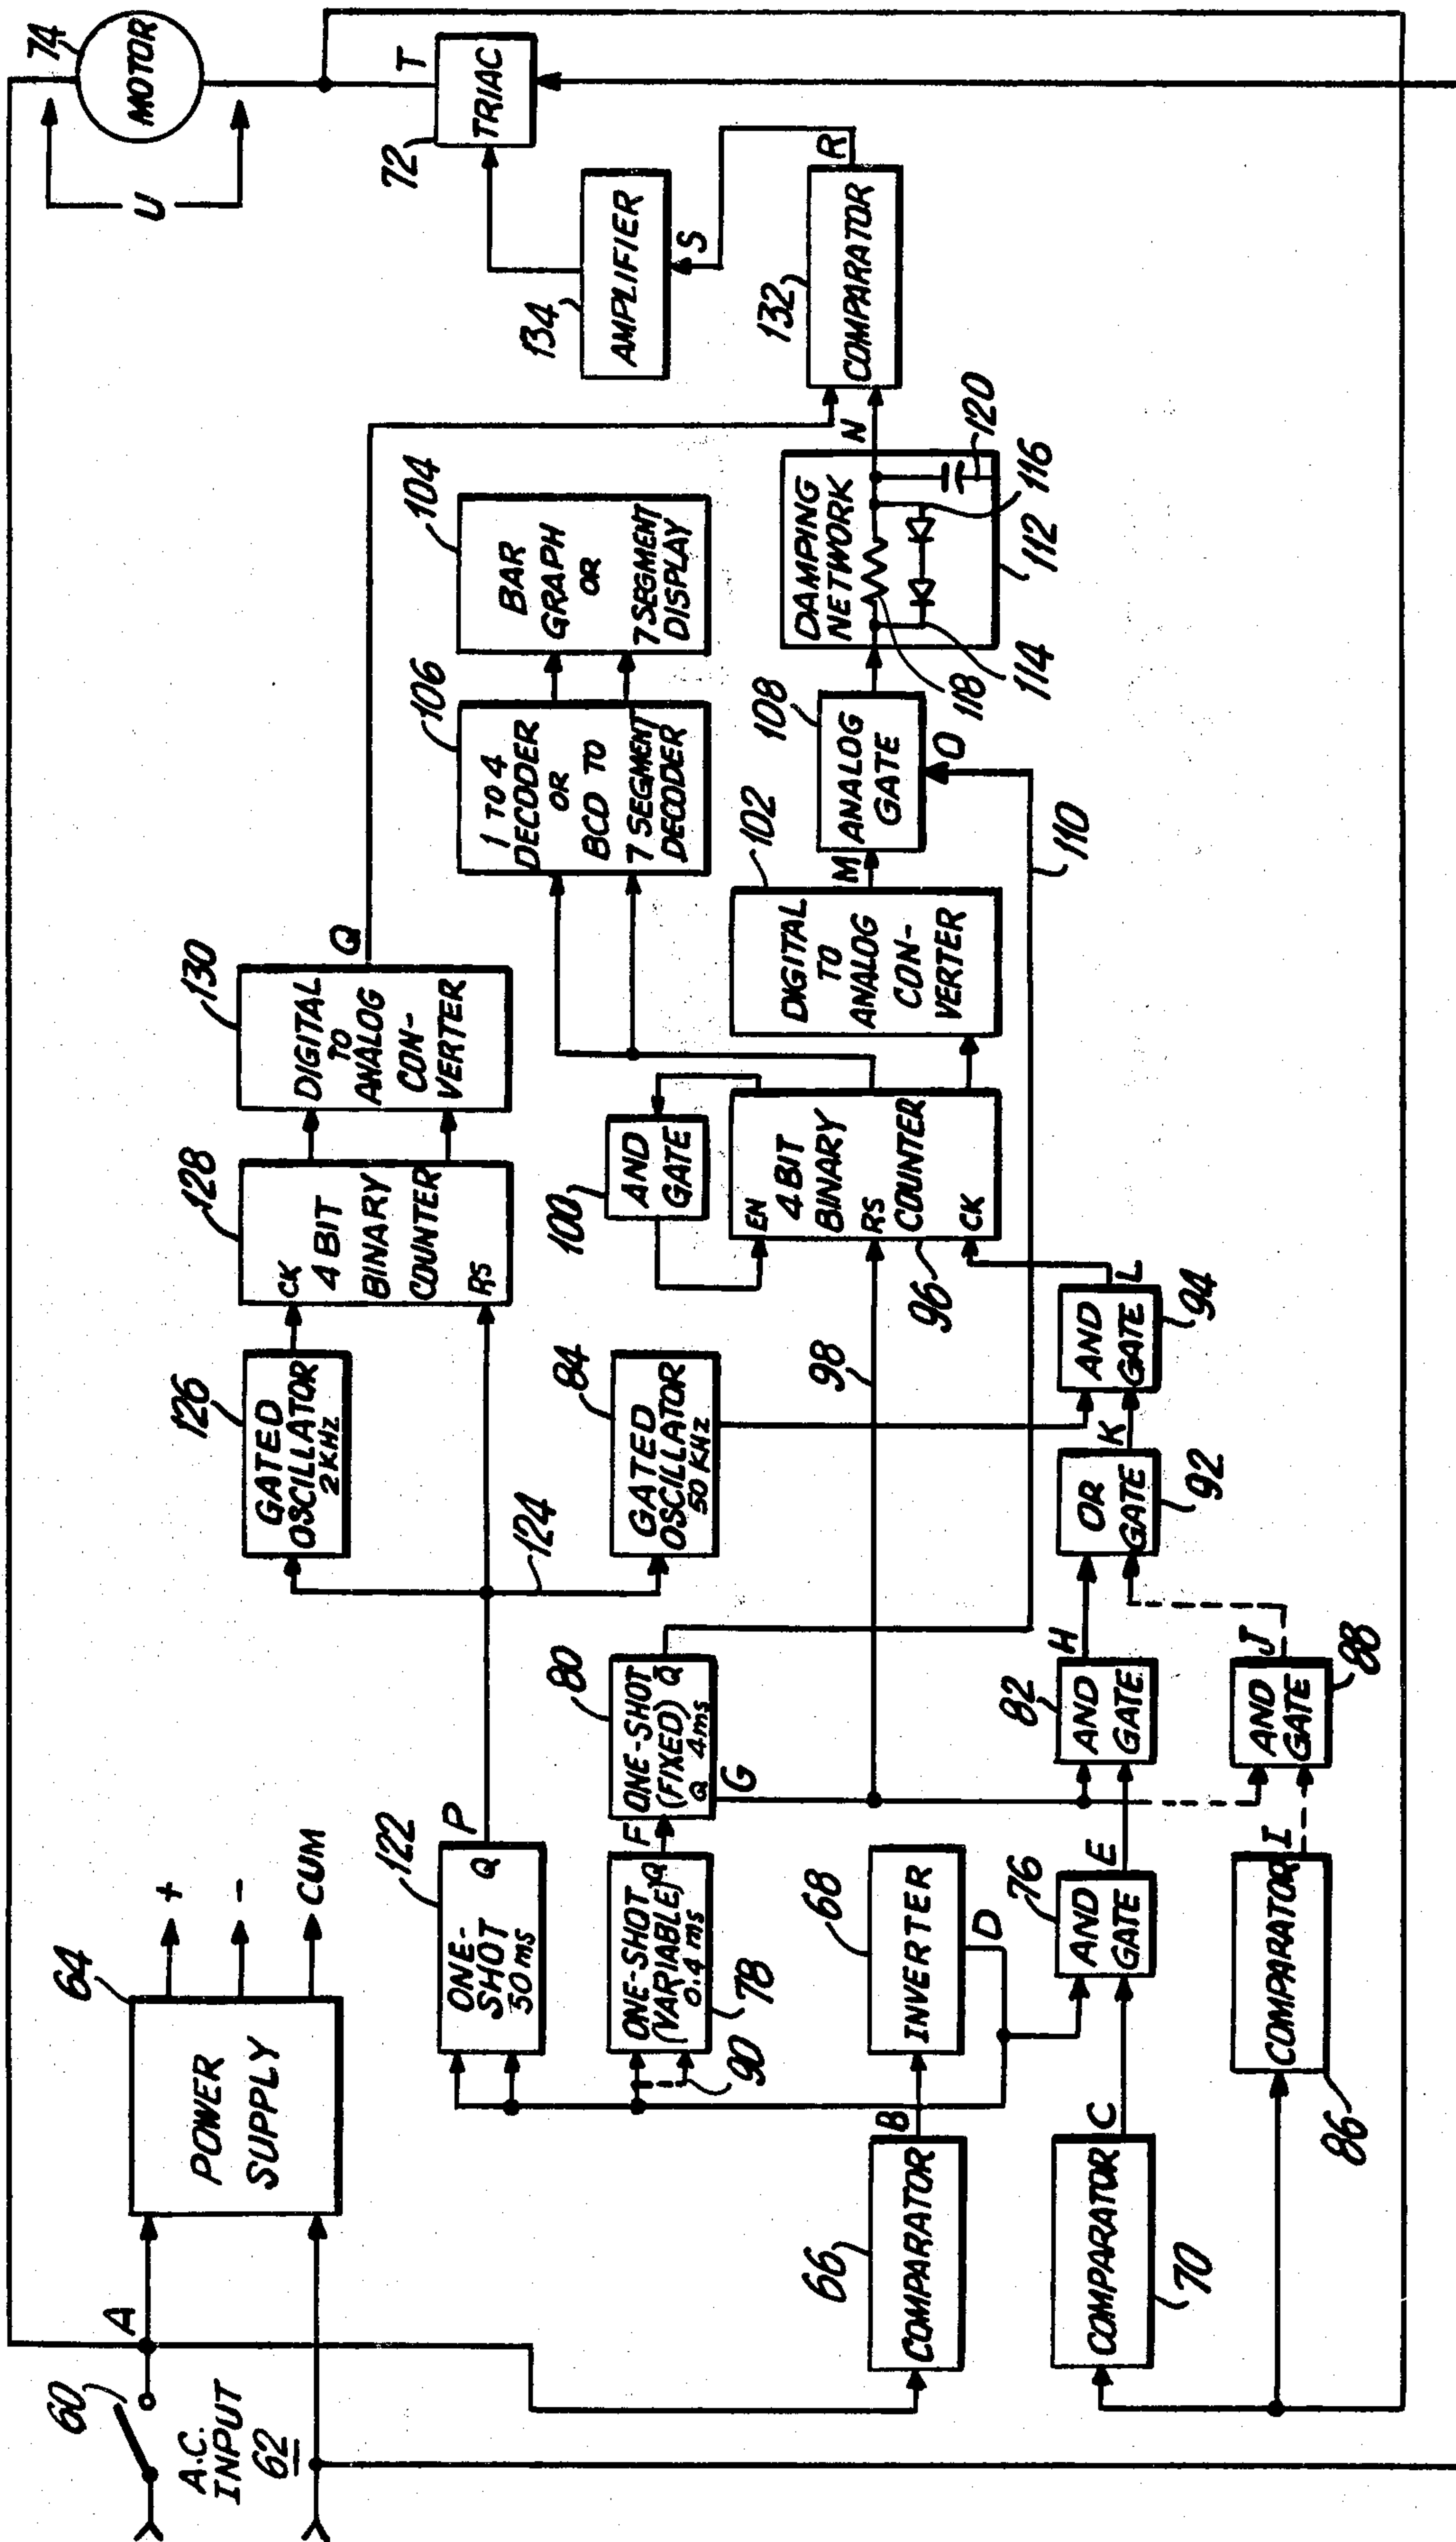 60
A.C.
INPUT
62
A
64
POWER
SUPPLY
+
-
CUM
74
MOTOR
U
T
72
TRIAC
134
AMPLIFIER
S
R
132
COMPARATOR
N
Q
130
DIGITAL
TO
ANALOG
CON-
VERTER
128
CK
4 BIT
BINARY
COUNTER
RS
126
GATED
OSCILLATOR
2 KHz
124
P
122
ONE-
SHOT
50 ms
Q
104
BAR
GRAPH
OR
7 SEGMENT
DISPLAY
106
1 TO 4
DECODER
OR
BCD TO
7 SEGMENT
DECODER
84
GATED
OSCILLATOR
50 KHz
80
ONE-SHOT
(FIXED) Q̄
Q 4ms
G
F
ONE-SHOT
(VARIABLE) Q
0.4 ms
78
90
100
AND
GATE
EN
4 BIT
BINARY
RS
COUNTER
CK
96
98
102
DIGITAL
TO
ANALOG
CON-
VERTER
M
108
ANALOG
GATE
O
110
DAMPING
NETWORK
118
114
112
116
120
66
COMPARATOR
B
68
INVERTER
D
70
COMPARATOR
C
76
AND
GATE
E
82
AND
GATE
H
OR
GATE
92
K
AND
GATE
94
L
86
COMPARATOR
I
AND
GATE
88
J